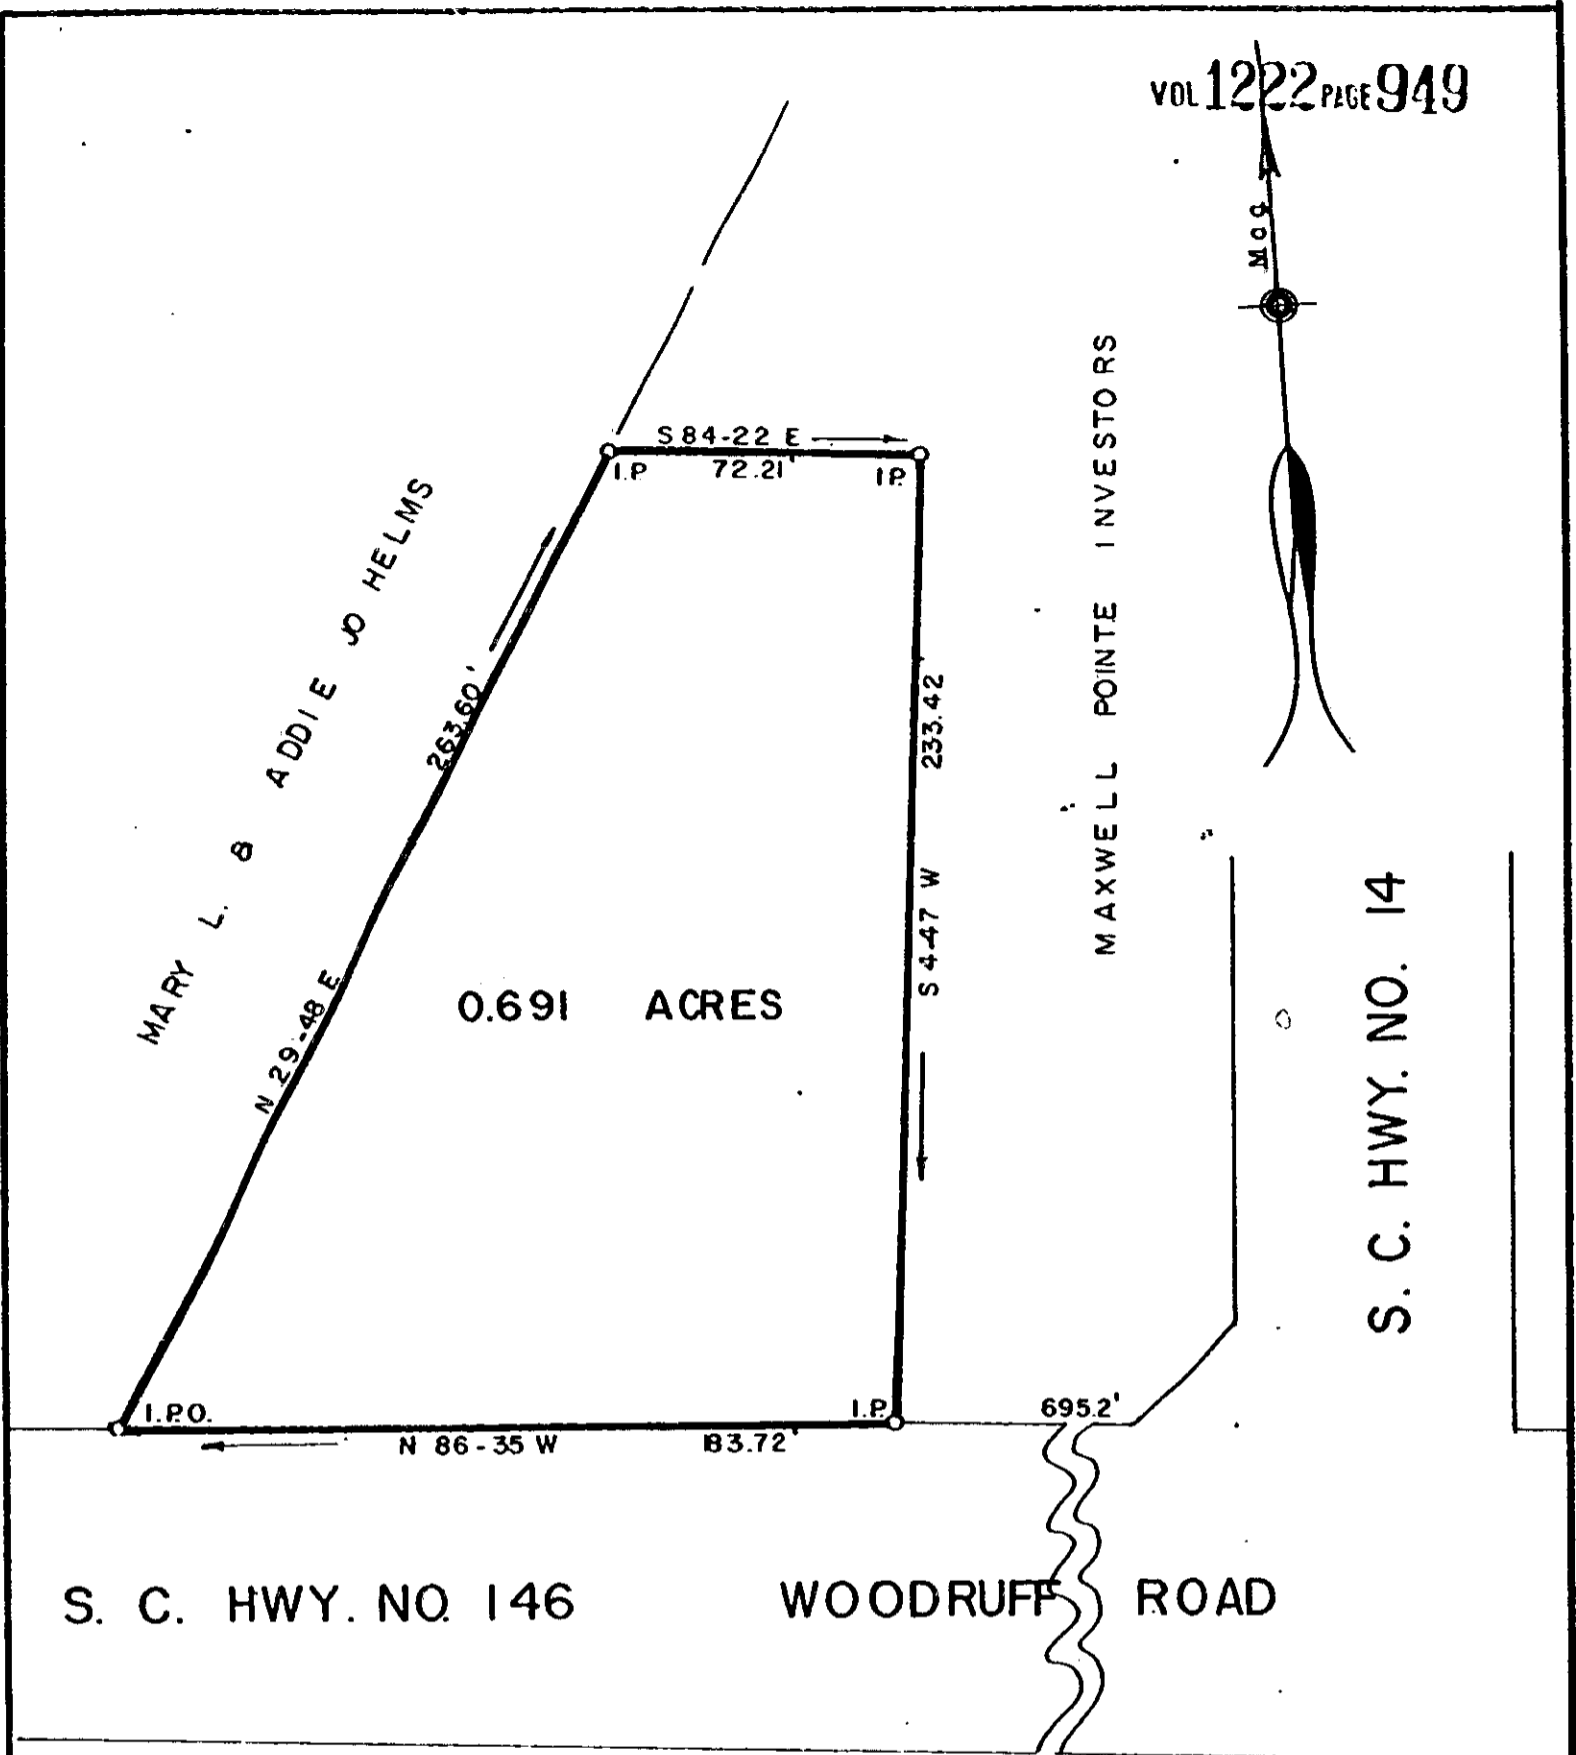 VOL 1222 PAGE 949
Mag
S 84-22 E
72.21'
I.P.
I.P.
MARY L. & ADDIE JO HELMS
263.60'
N 29-48 E
233.42'
S 4-47 W
MAXWELL POINTE INVESTORS
0.691 ACRES
S. C. HWY. NO. 14
I.P.O.
I.P.
695.2'
N 86-35 W
183.72'
S. C. HWY. NO. 146 WOODRUFF ROAD